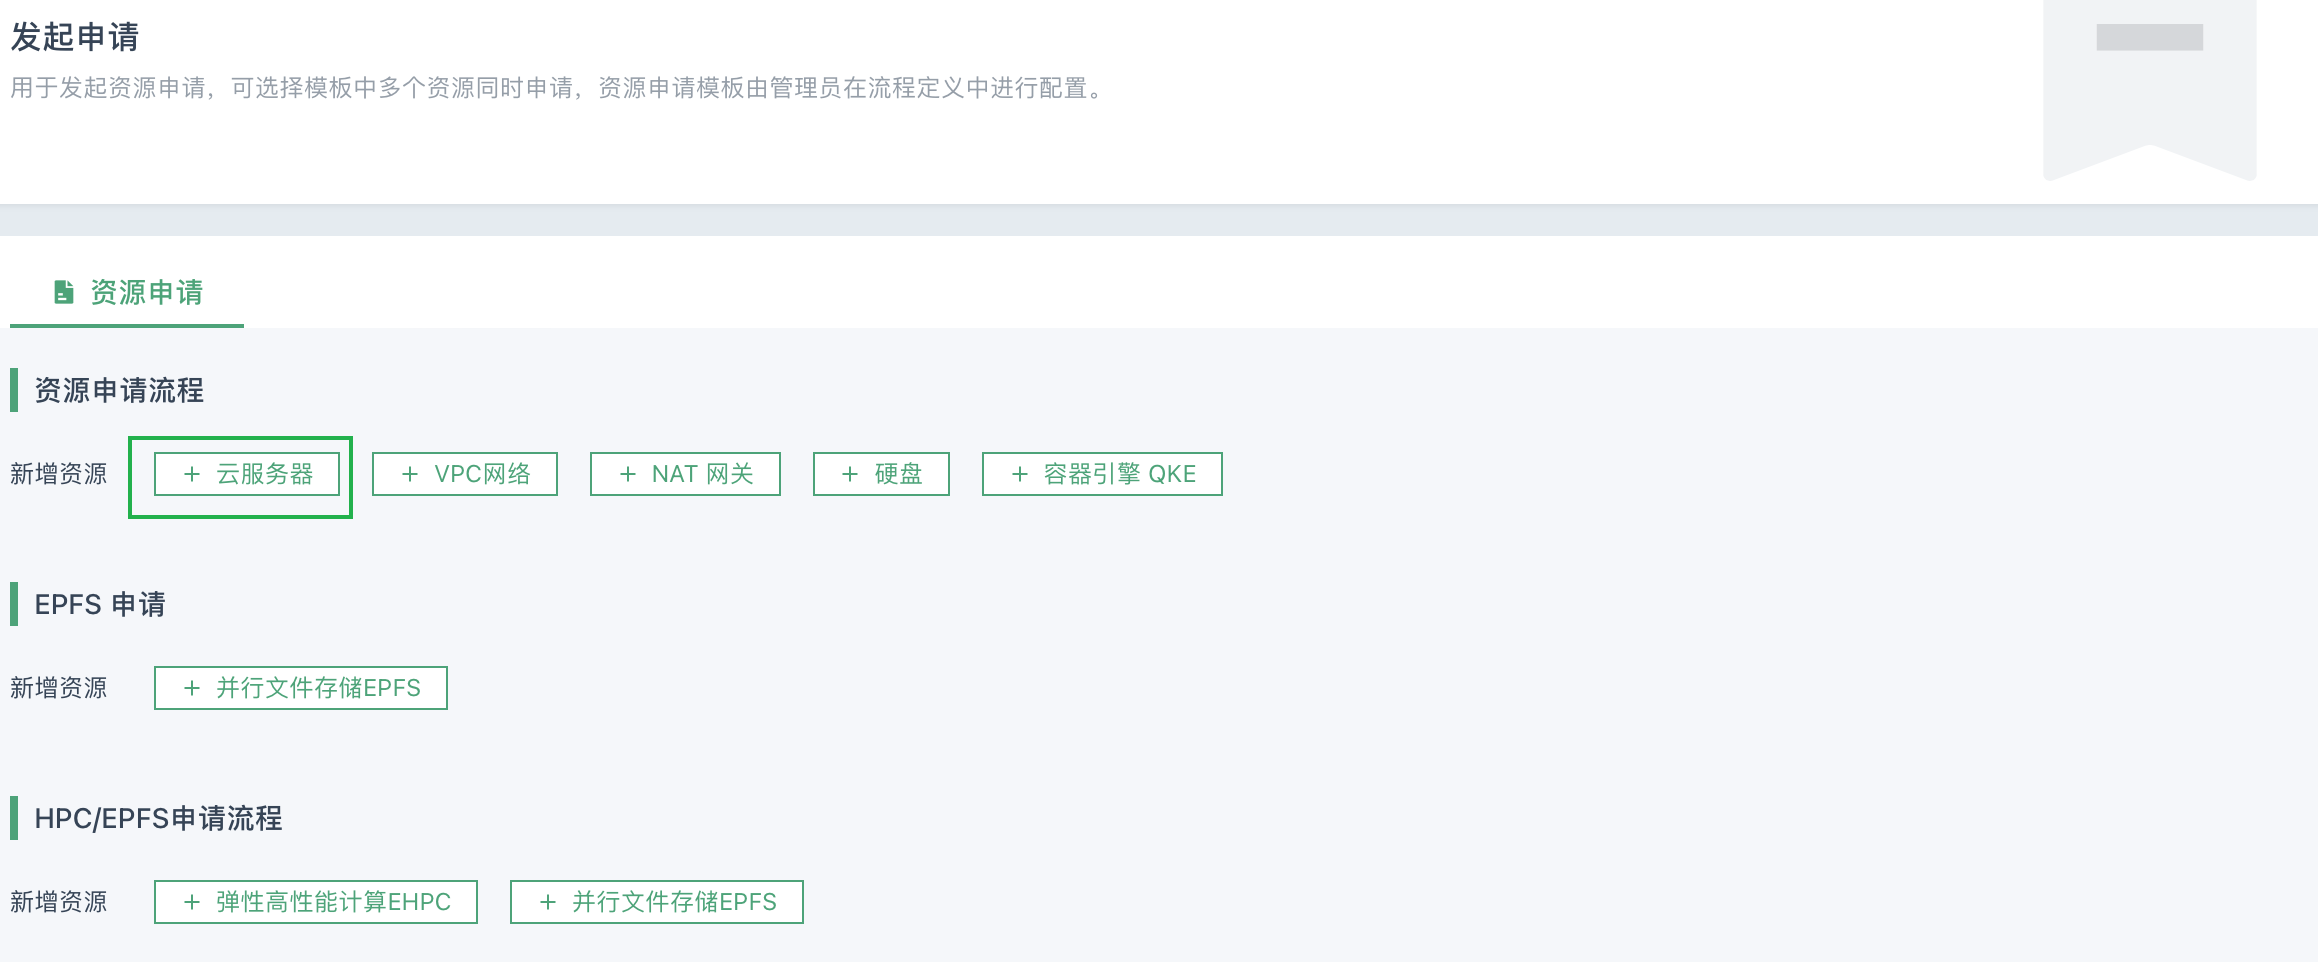 发起申请
用于发起资源申请，可选择模板中多个资源同时申请，资源申请模板由管理员在流程定义中进行配置。
资源申请
资源申请流程
新增资源 + 云服务器 + VPC网络 + NAT 网关 + 硬盘 + 容器引擎 QKE
EPFS 申请
新增资源 + 并行文件存储EPFS
HPC/EPFS申请流程
新增资源 + 弹性高性能计算EHPC + 并行文件存储EPFS